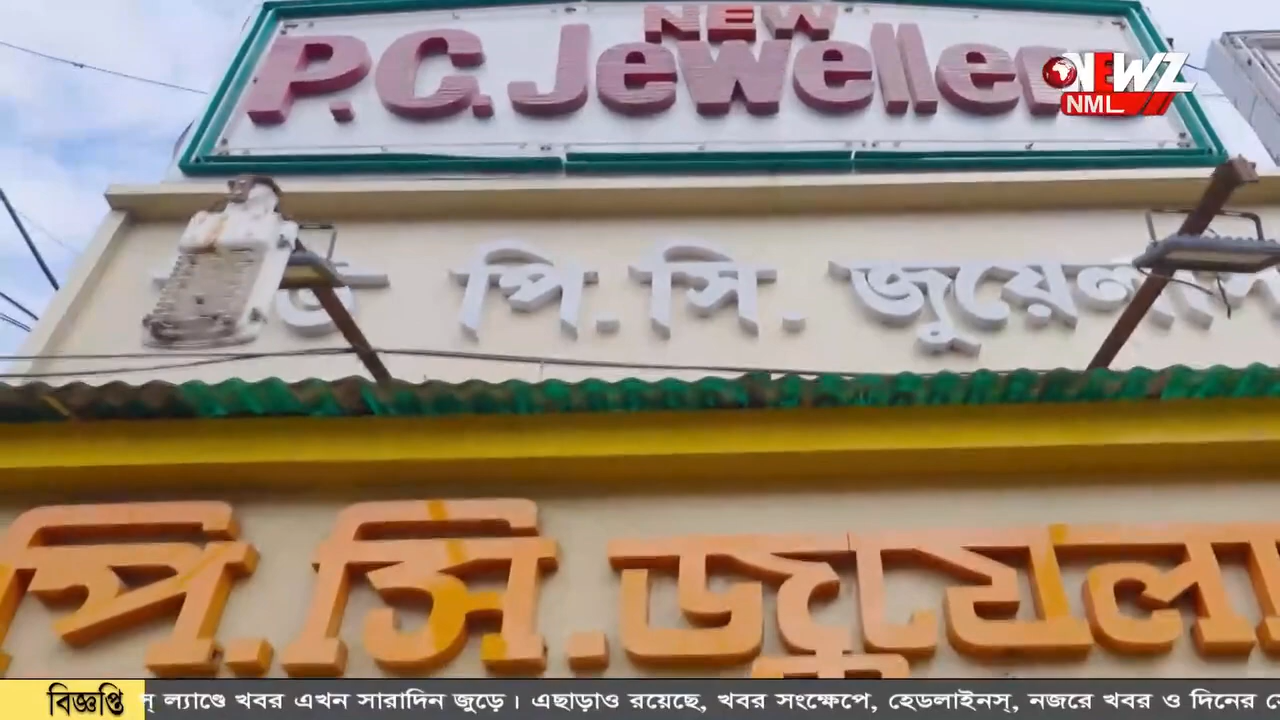 NEW
P.C. Jeweller
NEWZ
NML
পি. সি. জুয়েলার্স
পি.সি.জুয়েলা
বিজ্ঞপ্তি
স্ ল্যাণ্ডে খবর এখন সারাদিন জুড়ে। এছাড়াও রয়েছে, খবর সংক্ষেপে, হেডলাইনস্, নজরে খবর ও দিনের